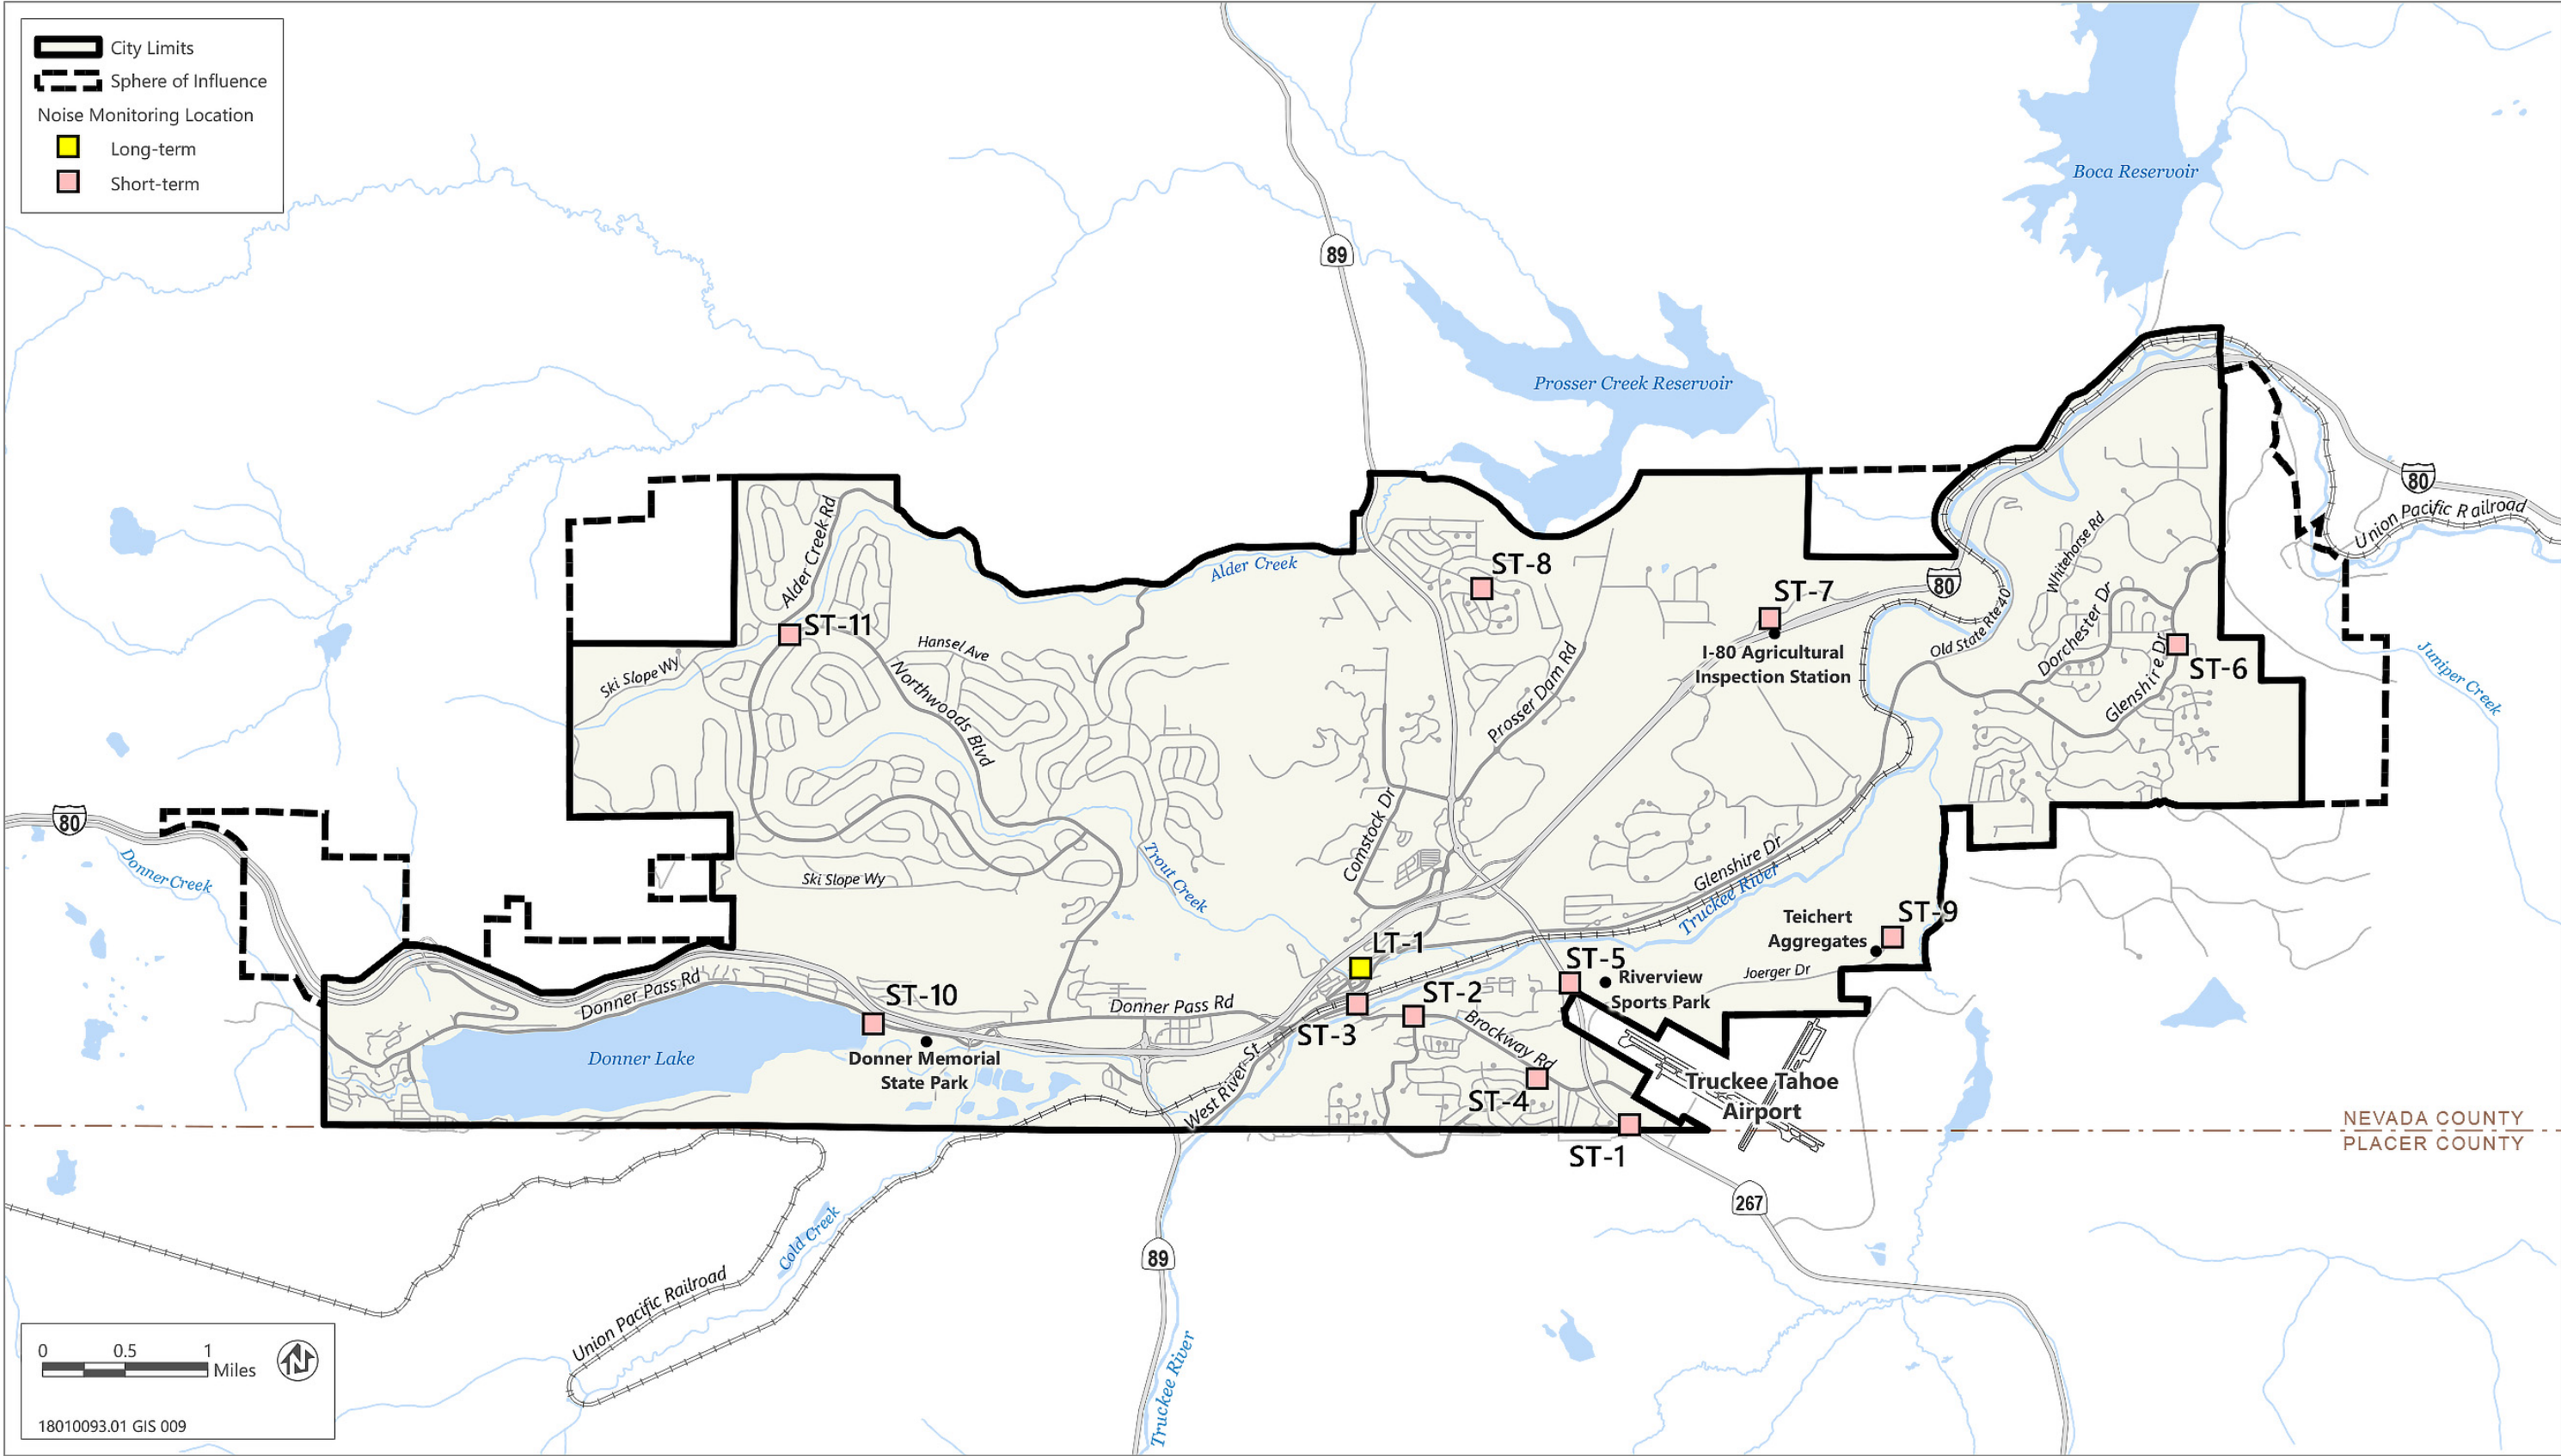 City Limits
Sphere of Influence
Noise Monitoring Location
Long-term
Short-term
89
Boca Reservoir
Prosser Creek Reservoir
80
Union Pacific Railroad
Alder Creek Rd
Alder Creek
ST-8
ST-7
80
Whitehorse Rd
ST-11
Hansel Ave
I-80 Agricultural
Inspection Station
Old State Rte 40
Dorchester Dr
Glenshire Dr
ST-6
Juniper Creek
Ski Slope Wy
Northwoods Blvd
Prosser Dam Rd
80
Donner Creek
Comstock Dr
Trout Creek
Ski Slope Wy
Glenshire Dr
Truckee River
Teichert
Aggregates
ST-9
LT-1
ST-5
Riverview
Sports Park
Joerger Dr
Donner Pass Rd
ST-10
Donner Pass Rd
ST-2
ST-3
Brockway Rd
Donner Lake
Donner Memorial
State Park
West River St
ST-4
Truckee Tahoe
Airport
ST-1
NEVADA COUNTY
PLACER COUNTY
267
Cold Creek
89
Union Pacific Railroad
Truckee River
0 0.5 1
Miles
18010093.01 GIS 009